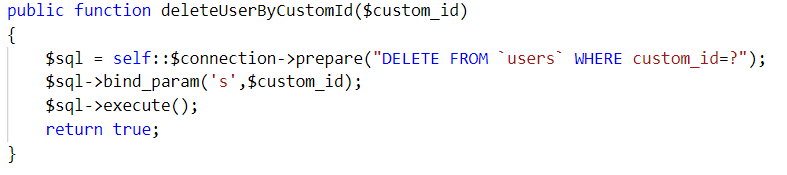 public function deleteUserByCustomId($custom_id)
{
    $sql = self::$connection->prepare("DELETE FROM `users` WHERE custom_id=?");
    $sql->bind_param('s',$custom_id);
    $sql->execute();
    return true;
}